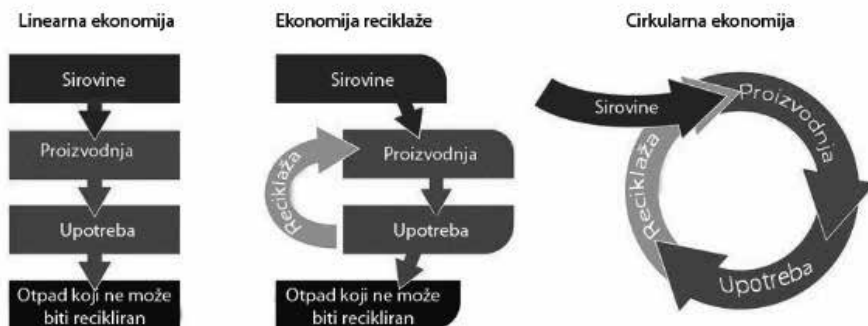 Linearna ekonomija
Sirovine
Proizvodnja
Upotreba
Otpad koji ne može
biti recikliran
Ekonomija reciklaže
Sirovine
Proizvodnja
Reciklaža
Upotreba
Otpad koji ne može
biti recikliran
Cirkularna ekonomija
Sirovine
Proizvodnja
Upotreba
Reciklaža